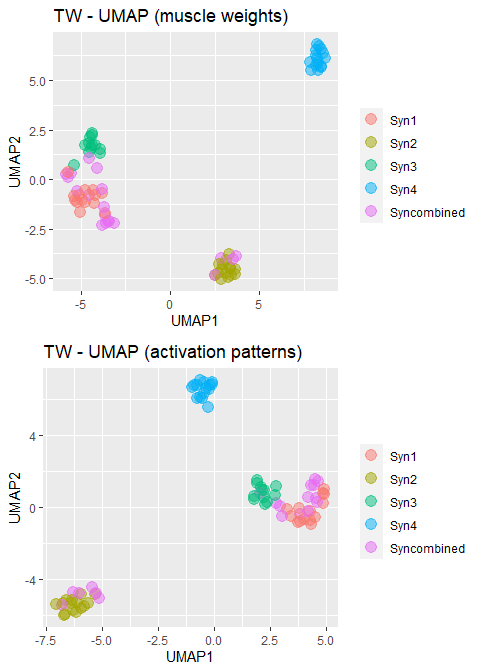 TW - UMAP (muscle weights)
5.0
2.5
0.0
-2.5
-5.0
UMAP2
-5
0
5
UMAP1
Syn1
Syn2
Syn3
Syn4
Syncombined
TW - UMAP (activation patterns)
4
0
-4
UMAP2
-7.5
-5.0
-2.5
0.0
2.5
5.0
UMAP1
Syn1
Syn2
Syn3
Syn4
Syncombined